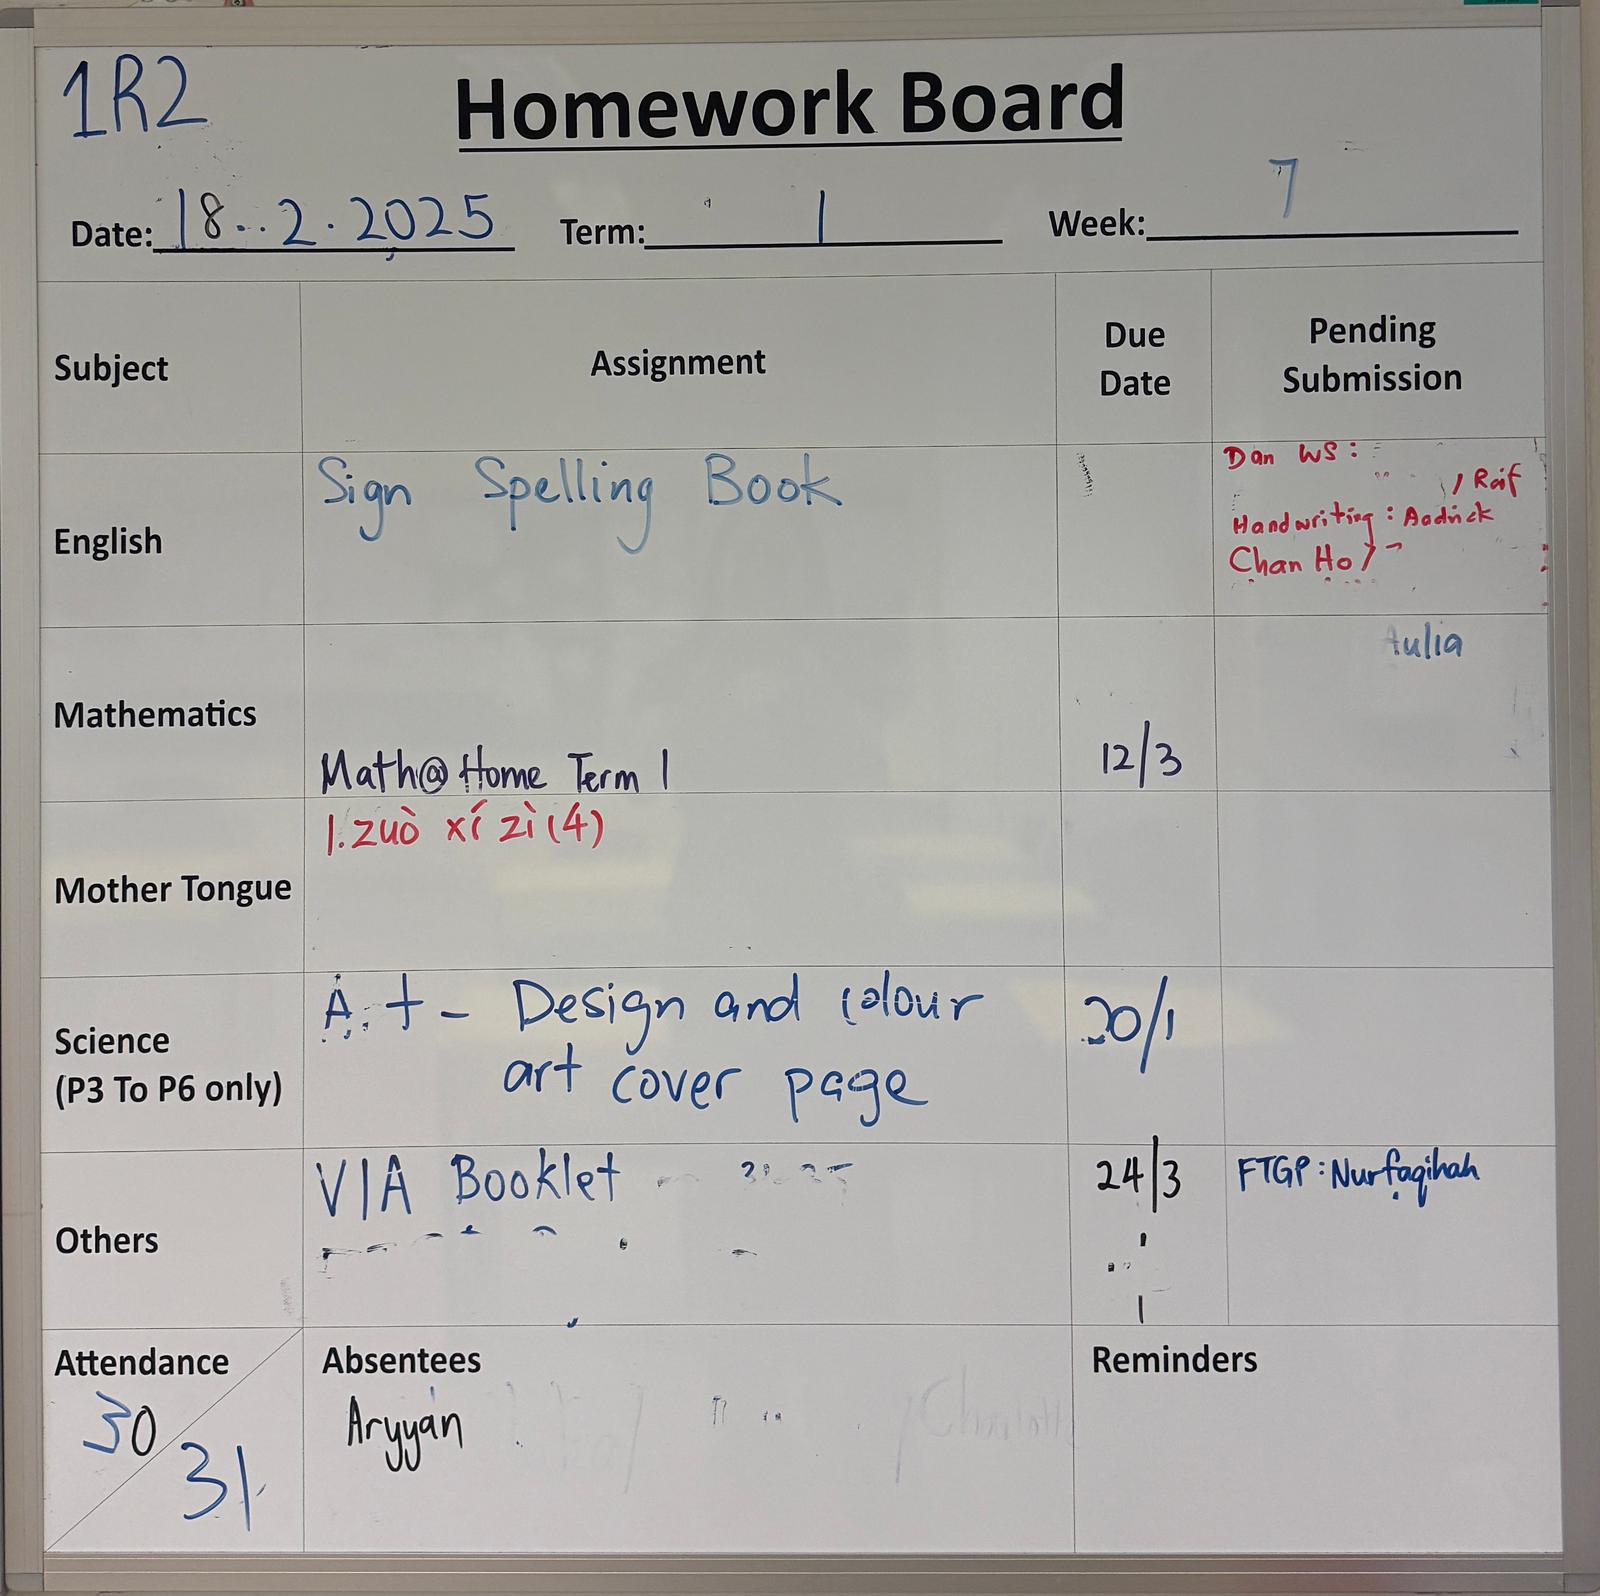 1R2
Homework Board
Date: 18..2.2025 Term: 1 Week: 7
Subject Assignment Due Date Pending Submission
English
Sign Spelling Book
Dan WS:
, Raif
Handwriting: Aadrick
Chan Ho
Mathematics
Math@Home Term 1
12/3
Aulia
Mother Tongue
1. zuò xí zì (4)
Science
(P3 To P6 only)
Art - Design and colour
art cover page
20/1
Others
VIA Booklet
24/3
FTGP: Nurfaqihah
Attendance
30
31
Absentees
Aryyan
Reminders